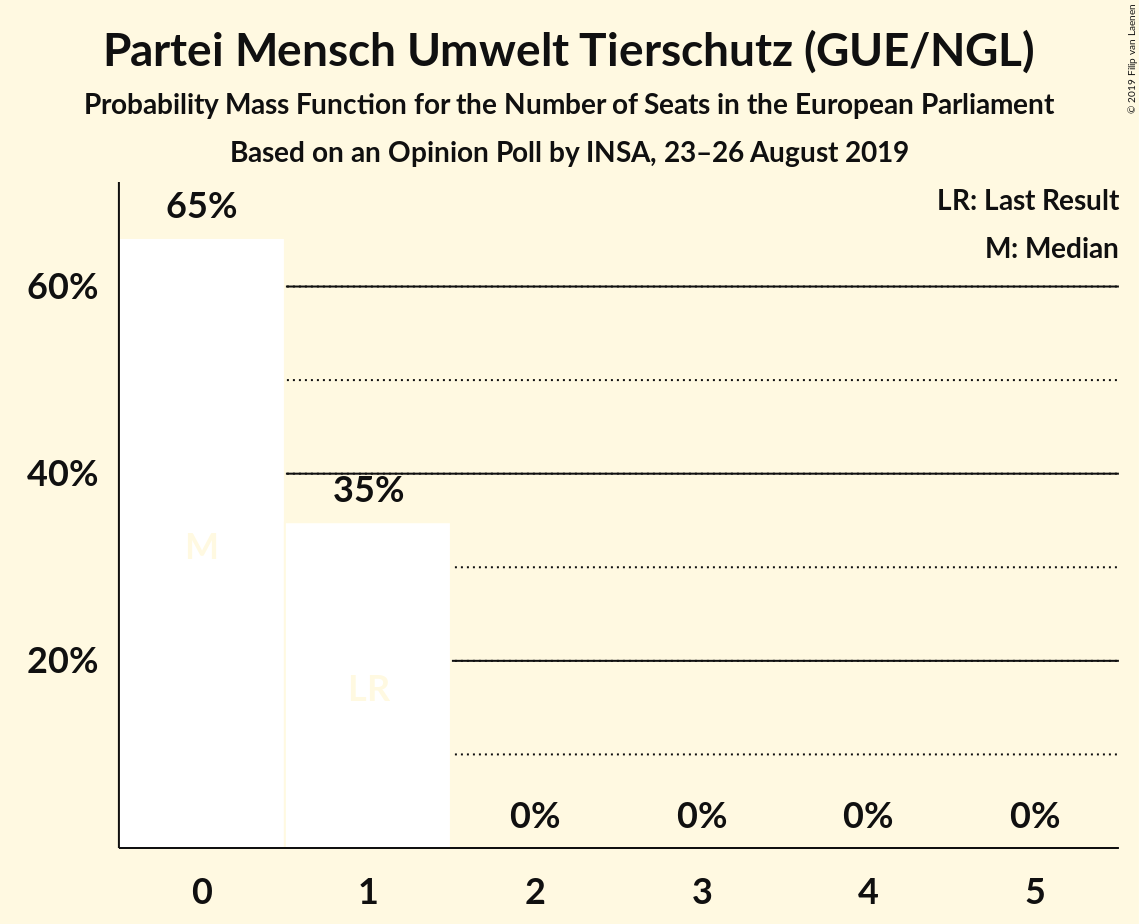 Partei Mensch Umwelt Tierschutz (GUE/NGL)
Probability Mass Function for the Number of Seats in the European Parliament
Based on an Opinion Poll by INSA, 23–26 August 2019
© 2019 Filip van Laenen
LR: Last Result
M: Median
65%
60%
40%
35%
M
20%
LR
0% 0% 0% 0%
0 1 2 3 4 5